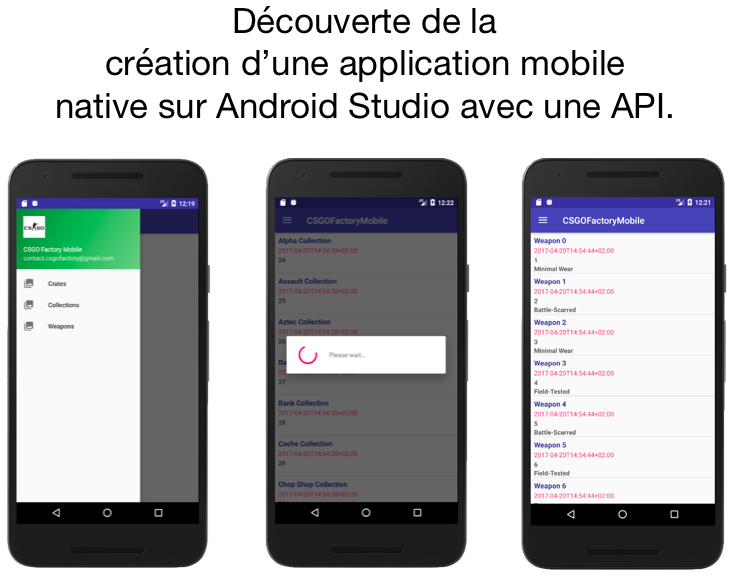 Découverte de la
création d’une application mobile
native sur Android Studio avec une API.
12:19
CS GO
CSGO Factory Mobile
contact.csgofactory@gmail.com
Crates
Collections
Weapons
12:22
CSGOFactoryMobile
Alpha Collection
2017-04-20T14:54:38+02:00
24
Assault Collection
2017-04-20T14:54:38+02:00
25
Aztec Collection
2017-04-20T14:54:38+02:00
26
Please wait...
27
Bank Collection
2017-04-20T14:54:38+02:00
28
Cache Collection
2017-04-20T14:54:38+02:00
29
Chop Shop Collection
2017-04-20T14:54:38+02:00
12:21
CSGOFactoryMobile
Weapon 0
2017-04-20T14:54:44+02:00
1
Minimal Wear
Weapon 1
2017-04-20T14:54:44+02:00
2
Battle-Scarred
Weapon 2
2017-04-20T14:54:44+02:00
3
Minimal Wear
Weapon 3
2017-04-20T14:54:44+02:00
4
Field-Tested
Weapon 4
2017-04-20T14:54:44+02:00
5
Battle-Scarred
Weapon 5
2017-04-20T14:54:44+02:00
6
Field-Tested
Weapon 6
2017-04-20T14:54:44+02:00